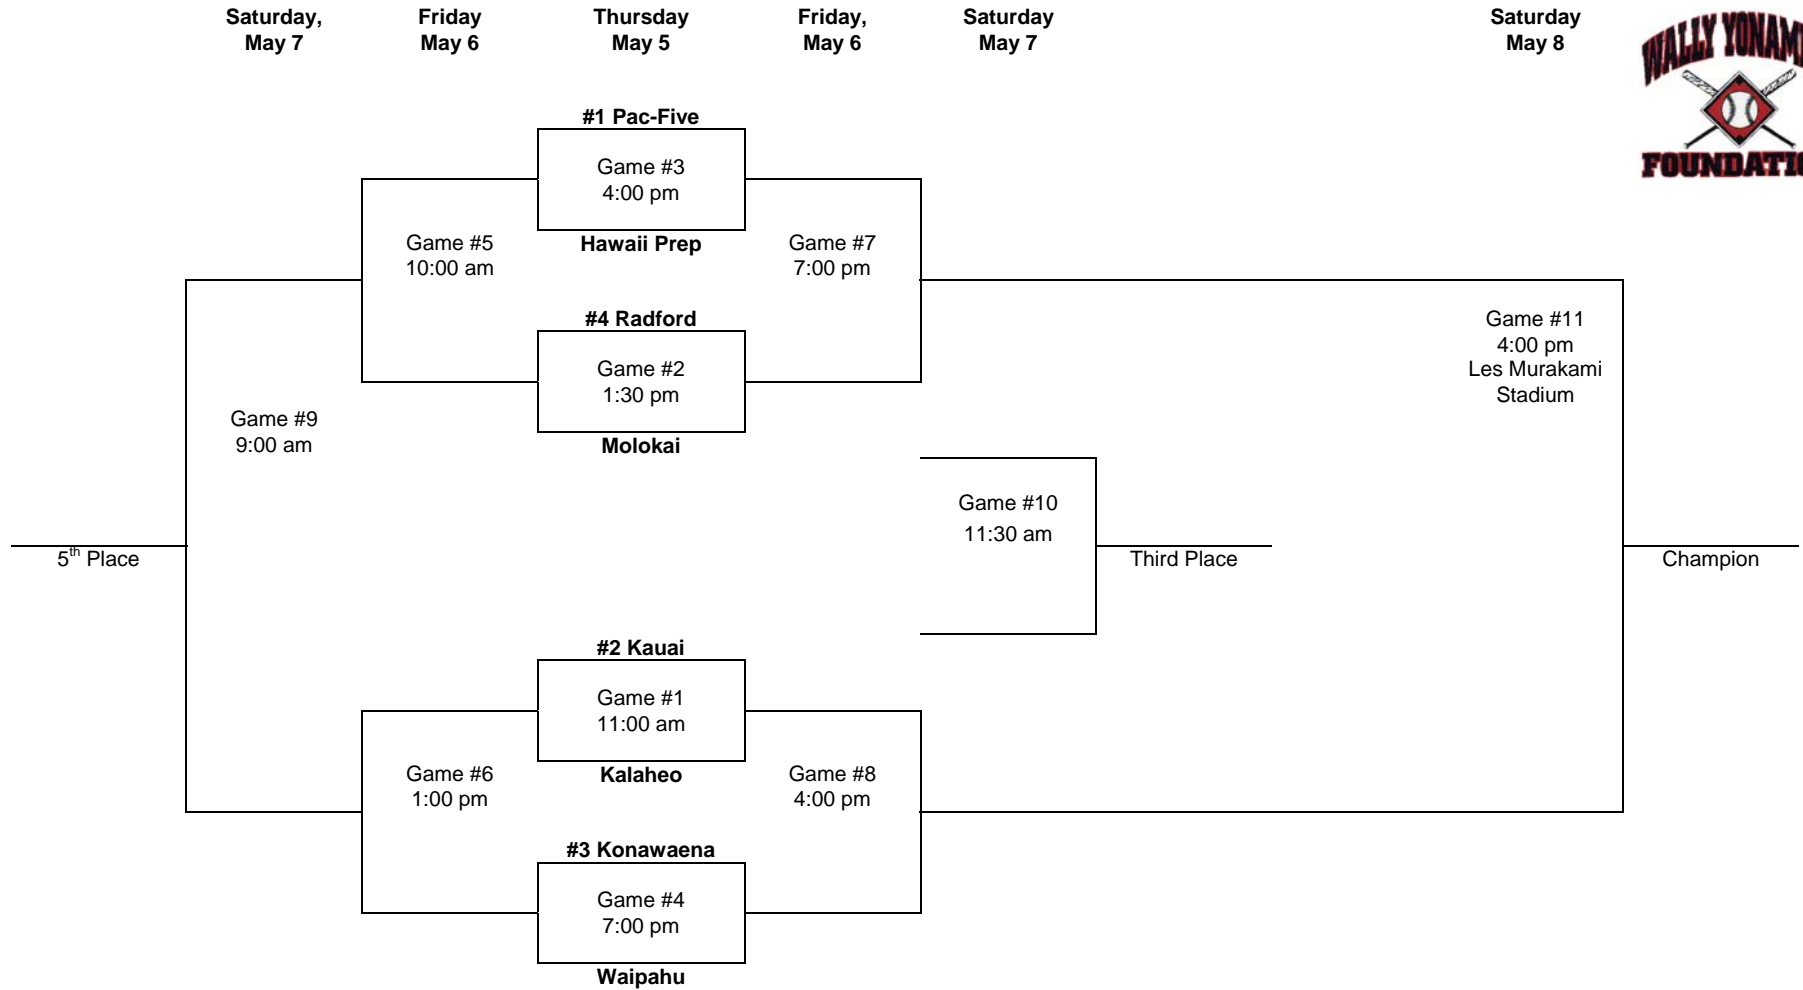 Saturday,
May 7
Friday
May 6
Thursday
May 5
Friday,
May 6
Saturday
May 7
Saturday
May 8
WALLY YONAM
FOUNDATI
#1 Pac-Five
Game #3
4:00 pm
Hawaii Prep
Game #5
10:00 am
Game #7
7:00 pm
#4 Radford
Game #2
1:30 pm
Molokai
Game #11
4:00 pm
Les Murakami
Stadium
Game #9
9:00 am
Game #10
11:30 am
5th Place
Third Place
Champion
#2 Kauai
Game #1
11:00 am
Kalaheo
Game #6
1:00 pm
Game #8
4:00 pm
#3 Konawaena
Game #4
7:00 pm
Waipahu